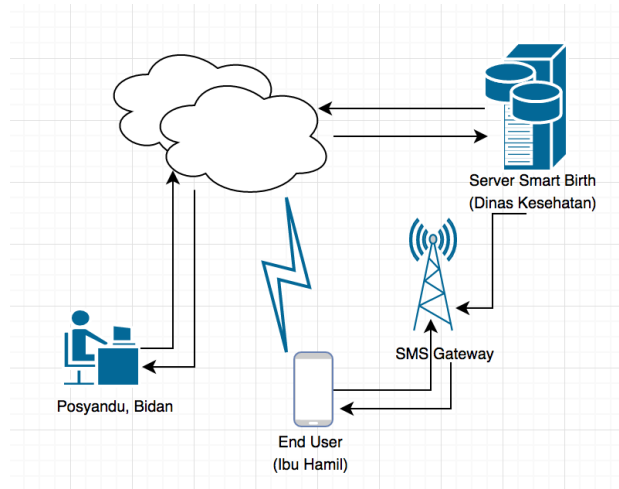 Server Smart Birth
(Dinas Kesehatan)
SMS Gateway
Posyandu, Bidan
End User
(Ibu Hamil)